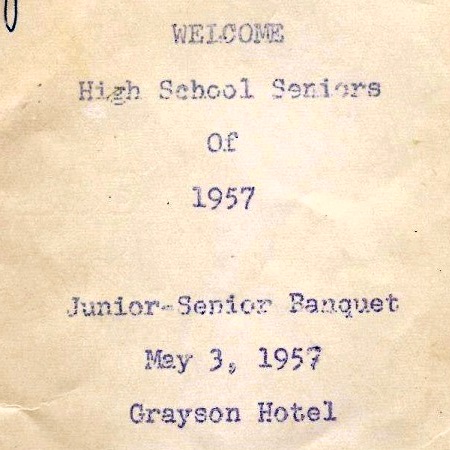 WELCOME
High School Seniors
Of
1957
Junior-Senior Banquet
May 3, 1957
Grayson Hotel